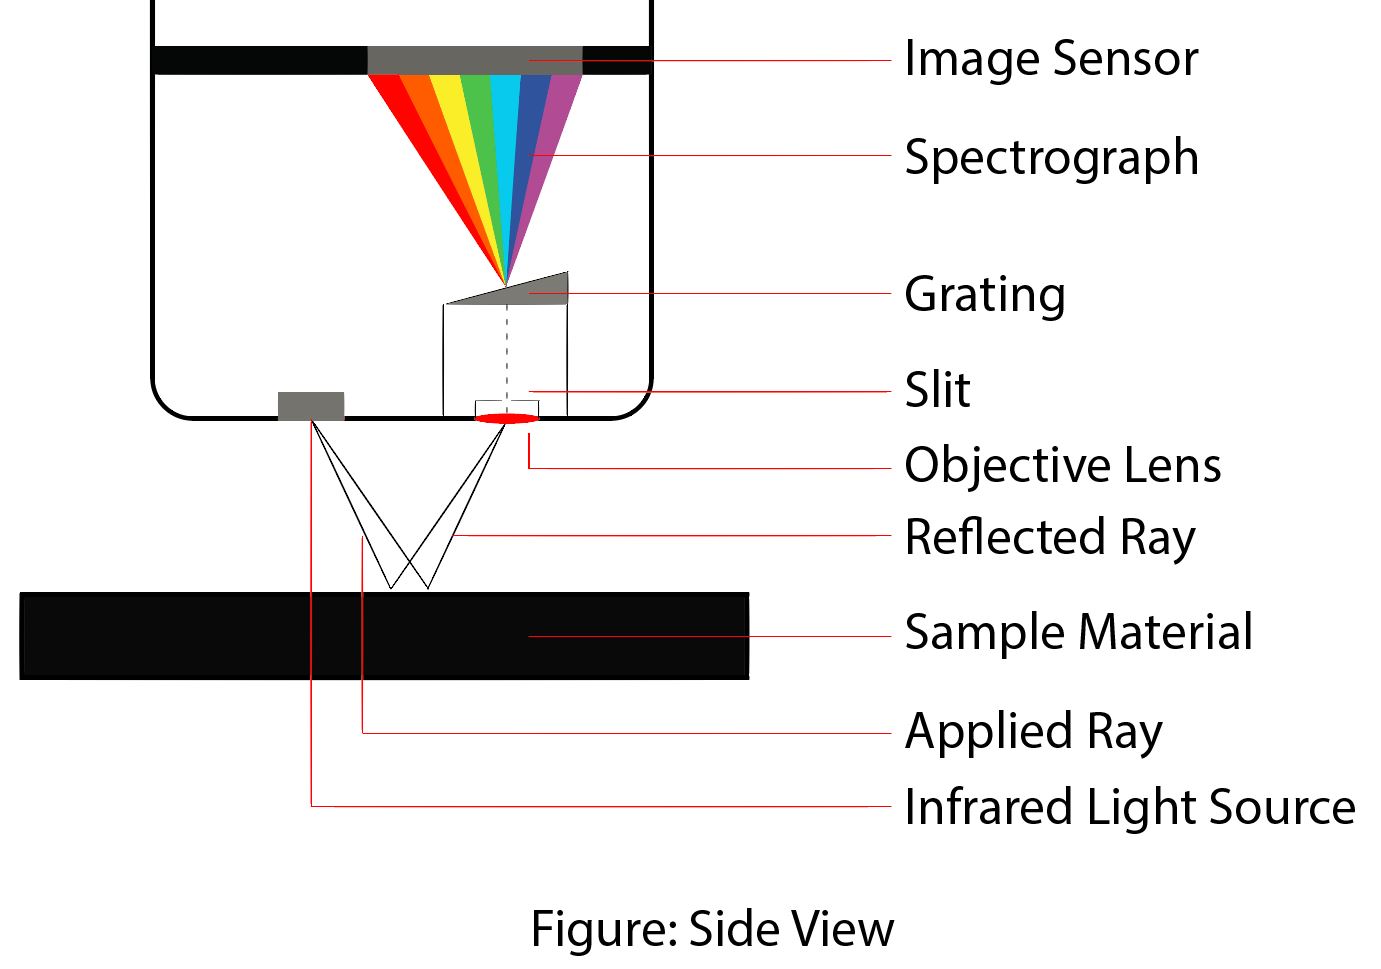 Image Sensor
Spectrograph
Grating
Slit
Objective Lens
Reflected Ray
Sample Material
Applied Ray
Infrared Light Source
Figure: Side View